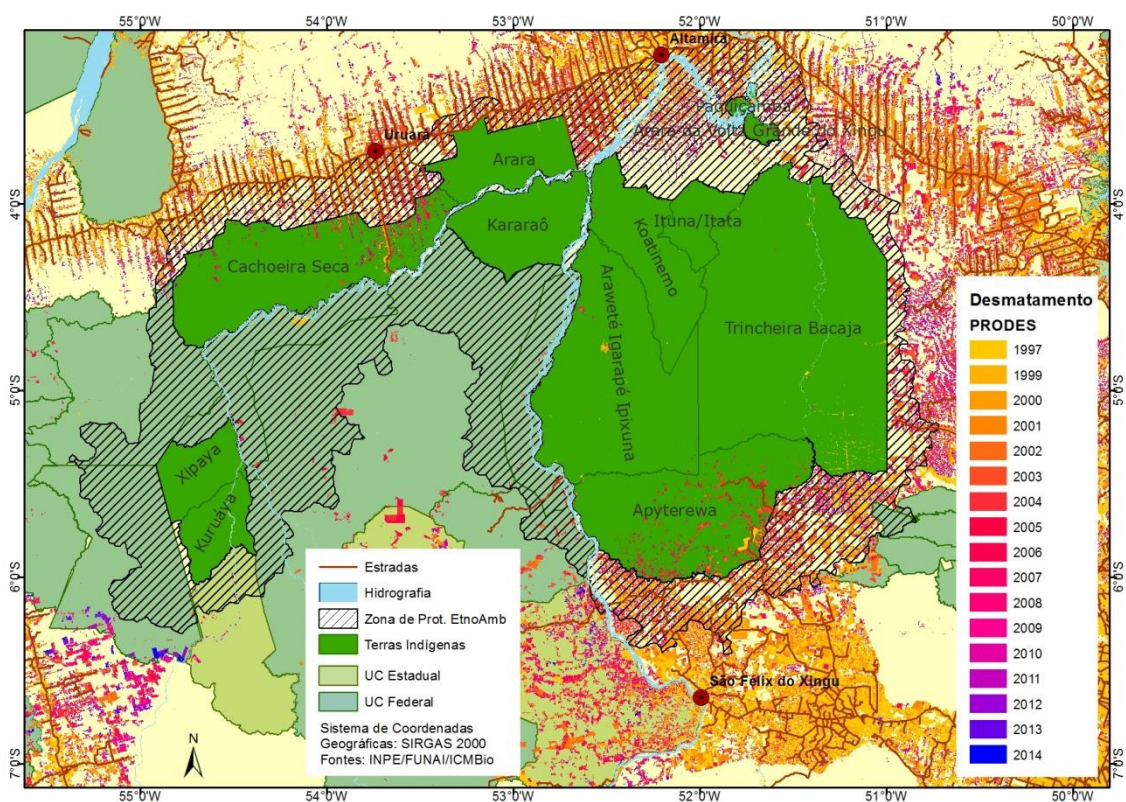 55°0'W 54°0'W 53°0'W 52°0'W 51°0'W 50°0'W
Altamira
Paquiçamba
Arara da Volta Grande do Xingu
Uruará
Arara
4°0'S 4°0'S
Kararaô
Ituna/Itata
Koatinemo
Cachoeira Seca
Araweté Igarapé Ipixuna
Trincheira Bacaja
5°0'S 5°0'S
Xipaya
Kuruáya
Apyterewa
6°0'S 6°0'S
São Félix do Xingu
7°0'S 7°0'S
N
Estradas
Hidrografia
Zona de Prot. EtnoAmb
Terras Indígenas
UC Estadual
UC Federal
Sistema de Coordenadas
Geográficas: SIRGAS 2000
Fontes: INPE/FUNAI/ICMBio
Desmatamento
PRODES
1997
1999
2000
2001
2002
2003
2004
2005
2006
2007
2008
2009
2010
2011
2012
2013
2014
55°0'W 54°0'W 53°0'W 52°0'W 51°0'W 50°0'W